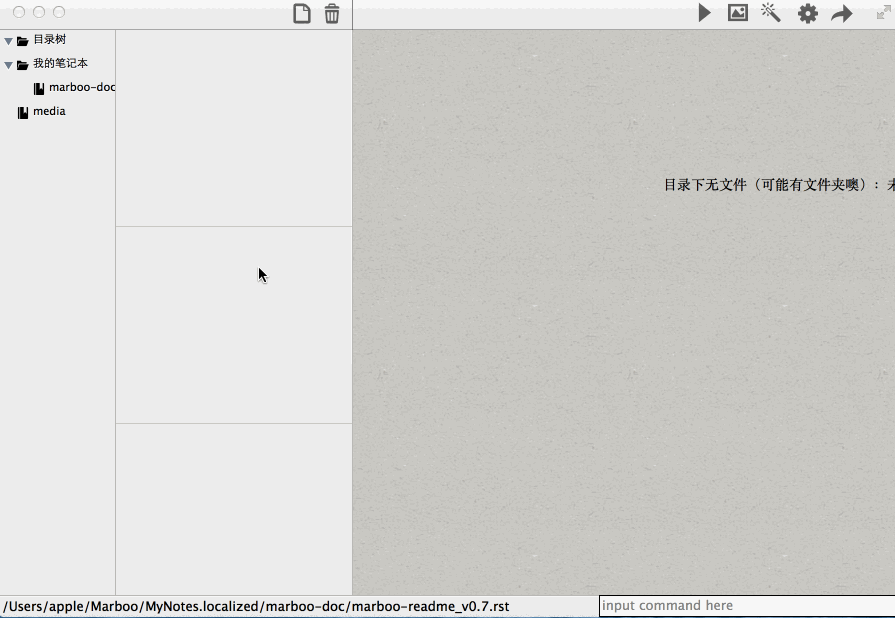 目录树
我的笔记本
marboo-doc
media
目录下无文件（可能有文件夹噢）：未
/Users/apple/Marboo/MyNotes.localized/marboo-doc/marboo-readme_v0.7.rst
input command here